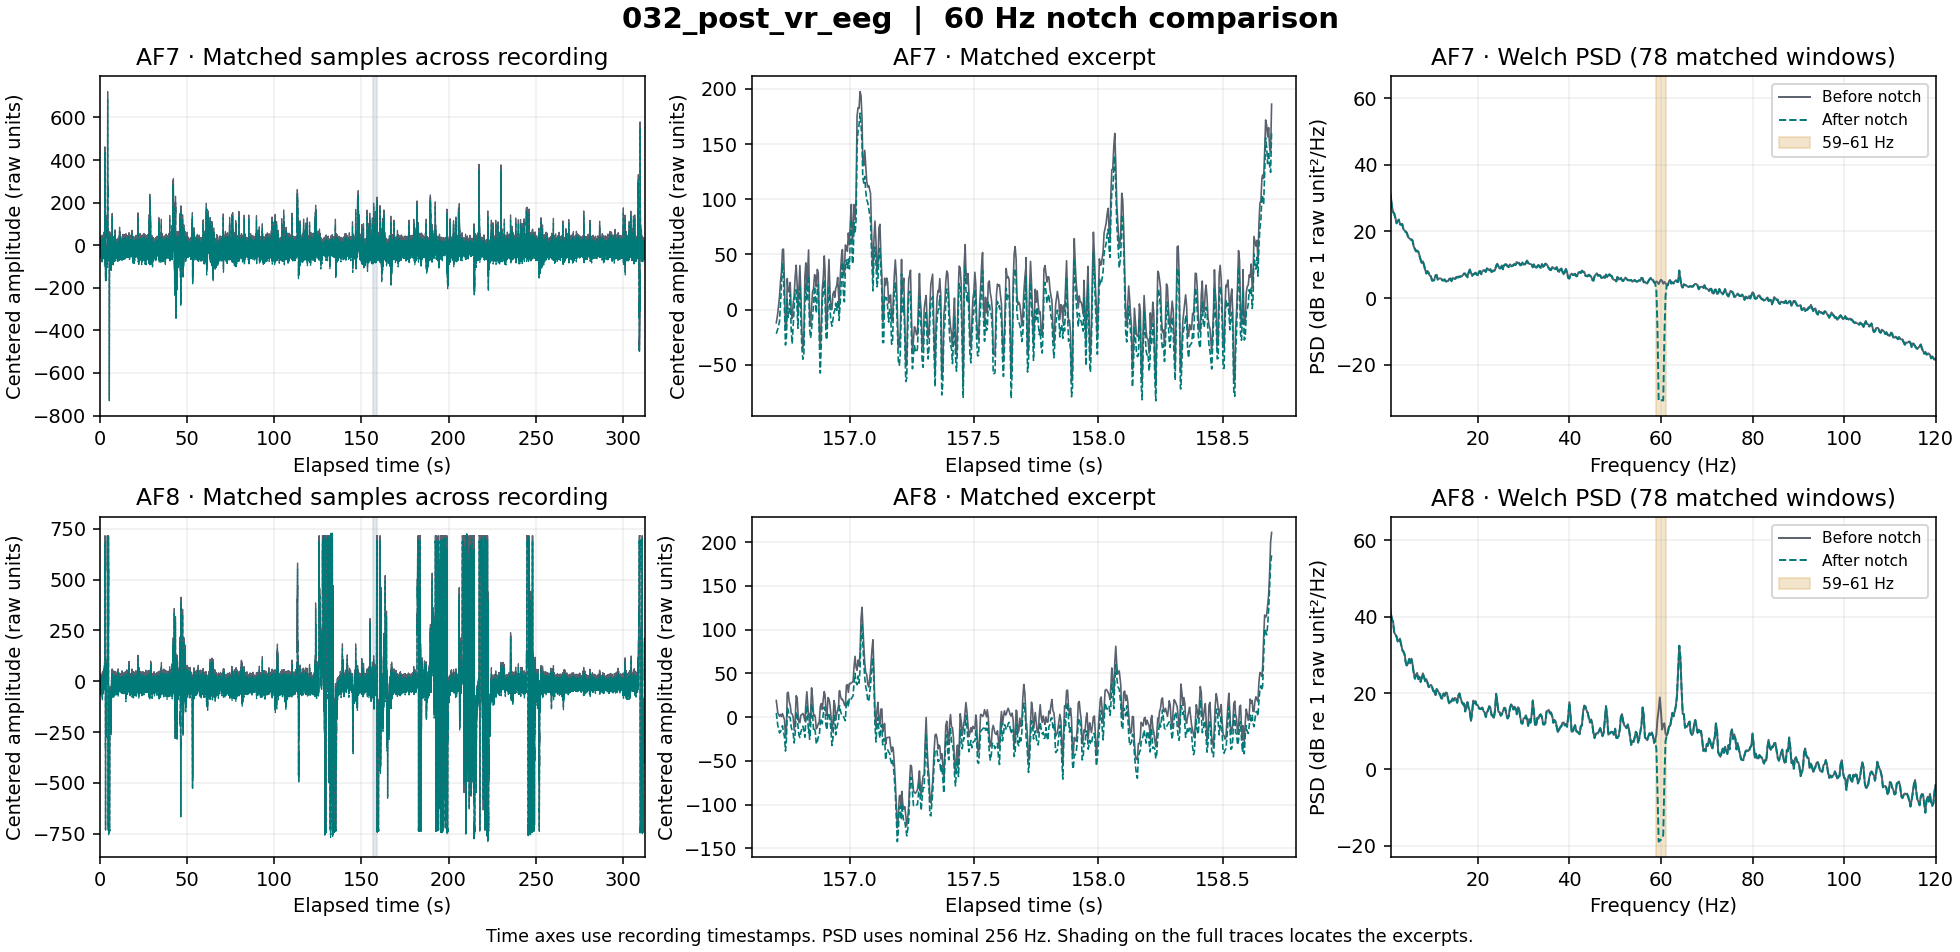 032_post_vr_eeg | 60 Hz notch comparison
AF7 · Matched samples across recording
Centered amplitude (raw units)
600
400
200
0
−200
−400
−600
−800
0 50 100 150 200 250 300
Elapsed time (s)
AF7 · Matched excerpt
Centered amplitude (raw units)
200
150
100
50
0
−50
157.0 157.5 158.0 158.5
Elapsed time (s)
AF7 · Welch PSD (78 matched windows)
PSD (dB re 1 raw unit²/Hz)
60
40
20
0
−20
Before notch
After notch
59–61 Hz
20 40 60 80 100 120
Frequency (Hz)
AF8 · Matched samples across recording
Centered amplitude (raw units)
750
500
250
0
−250
−500
−750
0 50 100 150 200 250 300
Elapsed time (s)
AF8 · Matched excerpt
Centered amplitude (raw units)
200
150
100
50
0
−50
−100
−150
157.0 157.5 158.0 158.5
Elapsed time (s)
AF8 · Welch PSD (78 matched windows)
PSD (dB re 1 raw unit²/Hz)
60
40
20
0
−20
Before notch
After notch
59–61 Hz
20 40 60 80 100 120
Frequency (Hz)
Time axes use recording timestamps. PSD uses nominal 256 Hz. Shading on the full traces locates the excerpts.